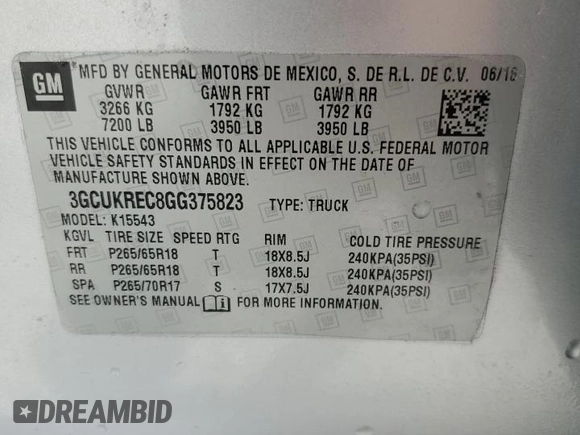 GM
MFD BY GENERAL MOTORS DE MEXICO, S. DE R.L. DE C.V. 06/16
GVWR GAWR FRT GAWR RR
3266 KG 1792 KG 1792 KG
7200 LB 3950 LB 3950 LB
THIS VEHICLE CONFORMS TO ALL APPLICABLE U.S. FEDERAL MOTOR
VEHICLE SAFETY STANDARDS IN EFFECT ON THE DATE OF
MANUFACTURE SHOWN ABOVE.
3GCUKREC8GG375823 TYPE: TRUCK
MODEL: K15543
KGVL TIRE SIZE SPEED RTG RIM COLD TIRE PRESSURE
FRT P265/65R18 T 18X8.5J 240KPA(35PSI)
RR P265/65R18 T 18X8.5J 240KPA(35PSI)
SPA P265/70R17 S 17X7.5J 240KPA(35PSI)
SEE OWNER'S MANUAL FOR MORE INFORMATION.
DREAMBID